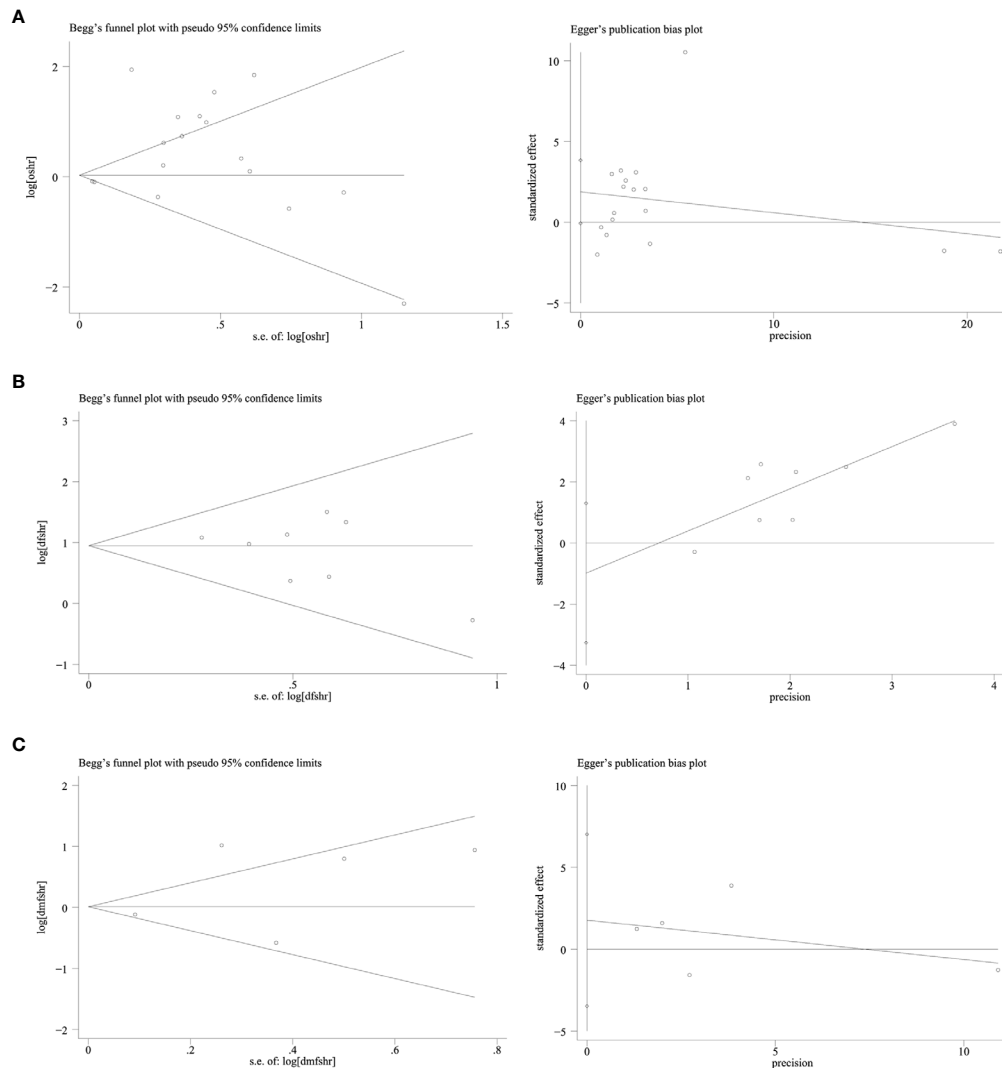 A
Begg's funnel plot with pseudo 95% confidence limits
2
0
−2
log[oshr]
0
.5
1
1.5
s.e. of: log[oshr]
Egger's publication bias plot
10
5
0
−5
standardized effect
0
10
20
precision
B
Begg's funnel plot with pseudo 95% confidence limits
3
2
1
0
−1
log[dfshr]
0
.5
1
s.e. of: log[dfshr]
Egger's publication bias plot
4
2
0
−2
−4
standardized effect
0
1
2
3
4
precision
C
Begg's funnel plot with pseudo 95% confidence limits
2
1
0
−1
−2
log[dmfshr]
0
.2
.4
.6
.8
s.e. of: log[dmfshr]
Egger's publication bias plot
10
5
0
−5
standardized effect
0
5
10
precision